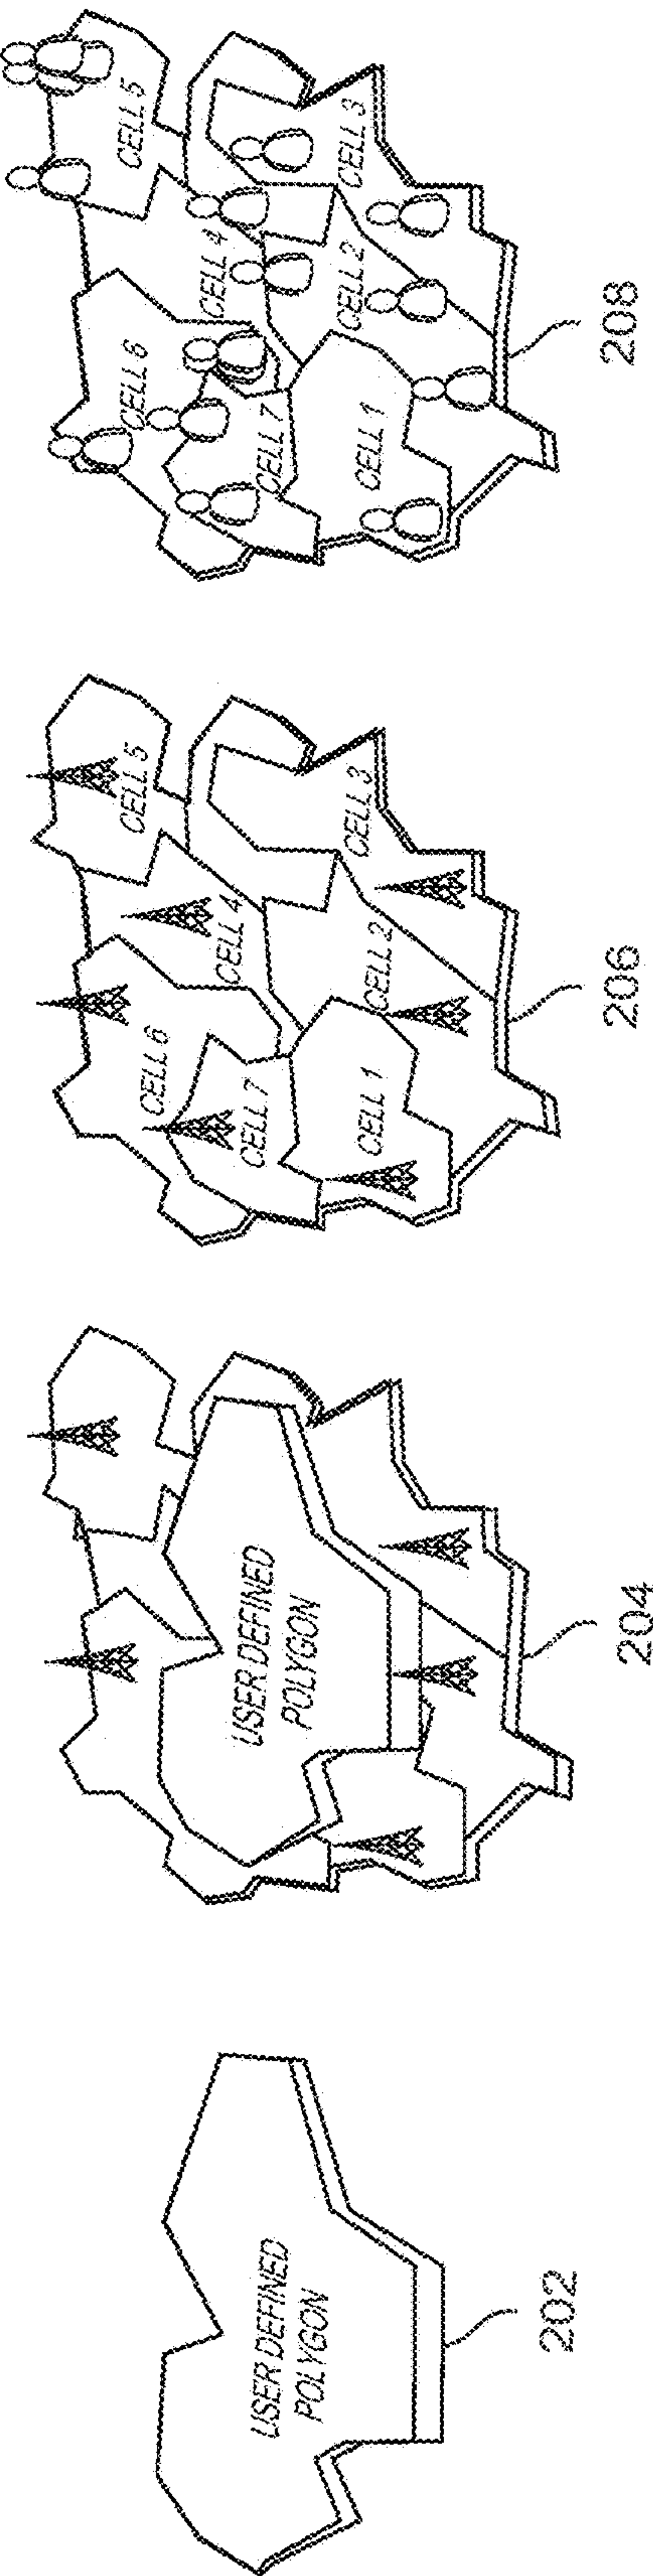 USER DEFINED
POLYGON
202
USER DEFINED
POLYGON
204
CELL 5
CELL 4
CELL 6
CELL 3
CELL 2
CELL 7
CELL 1
206
CELL 5
CELL 4
CELL 6
CELL 3
CELL 2
CELL 7
CELL 1
208